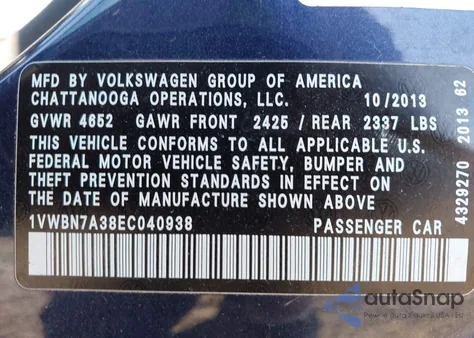 MFD BY VOLKSWAGEN GROUP OF AMERICA
CHATTANOOGA OPERATIONS, LLC. 10/2013
GVWR 4652 GAWR FRONT 2425 / REAR 2337 LBS
THIS VEHICLE CONFORMS TO ALL APPLICABLE U.S.
FEDERAL MOTOR VEHICLE SAFETY, BUMPER AND
THEFT PREVENTION STANDARDS IN EFFECT ON
THE DATE OF MANUFACTURE SHOWN ABOVE
1VWBN7A38EC040938 PASSENGER CAR
4329270 2013 62
autoSnap